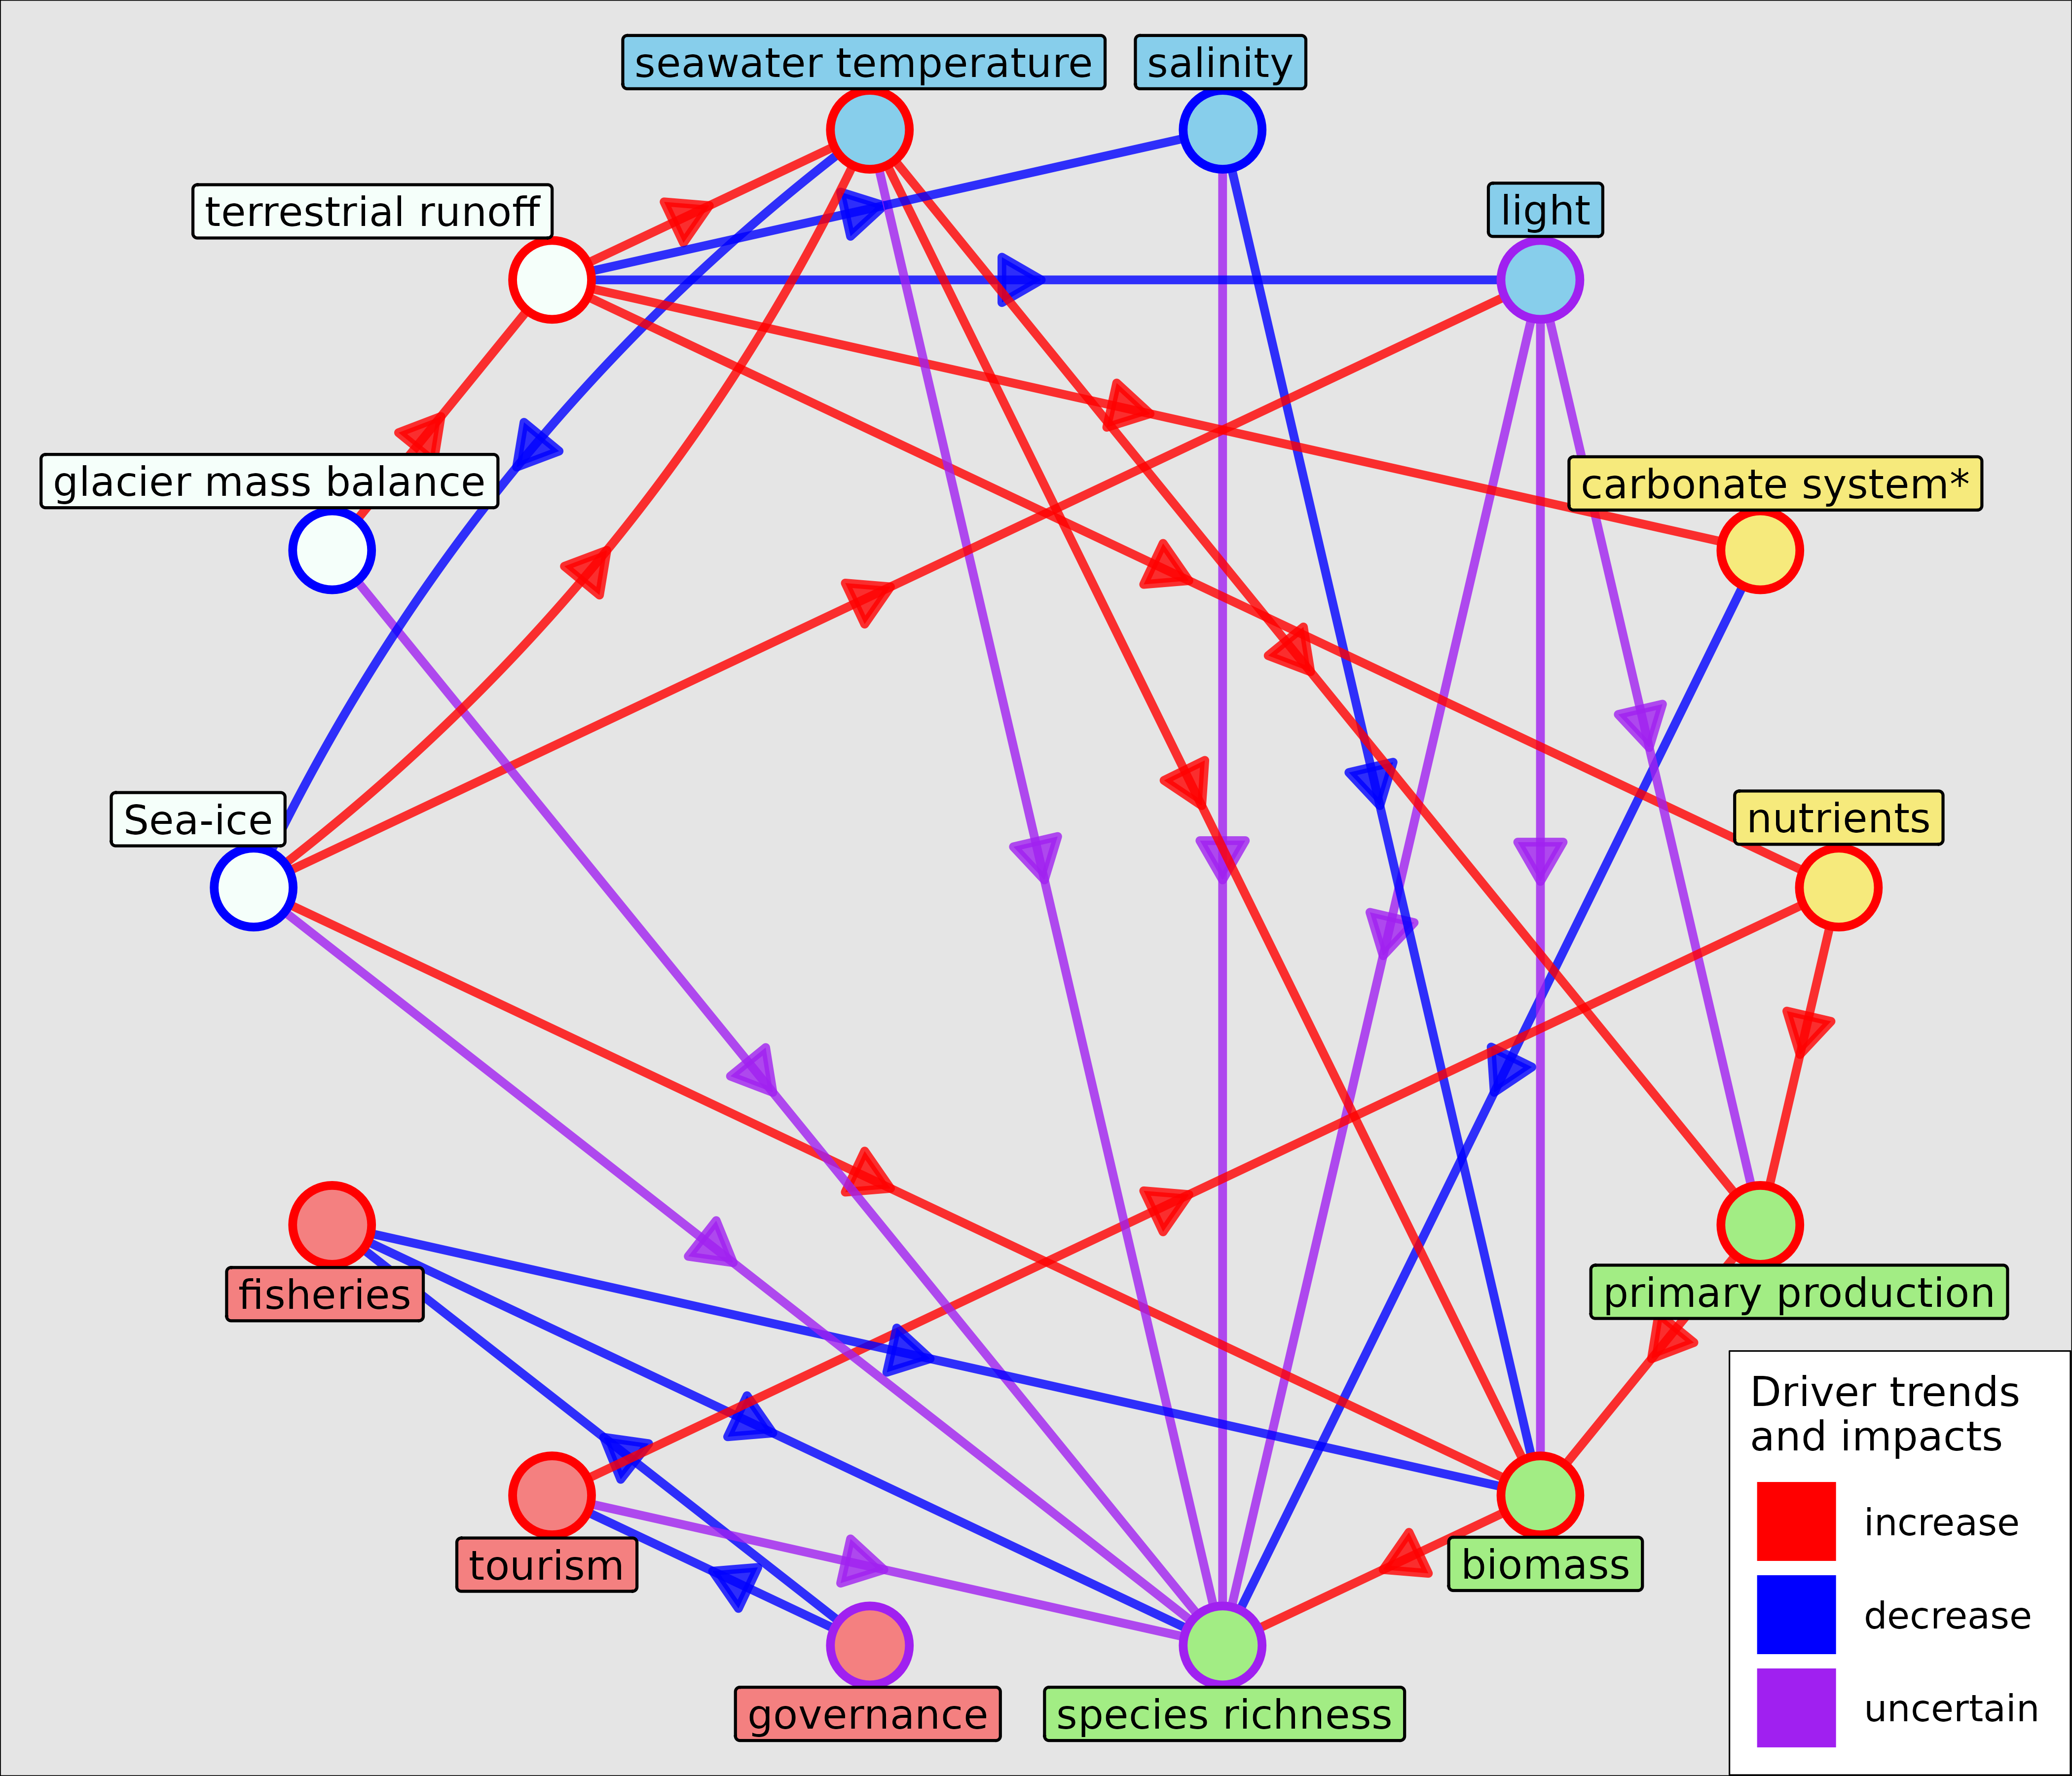 seawater temperature
salinity
terrestrial runoff
light
glacier mass balance
carbonate system*
Sea-ice
nutrients
fisheries
primary production
tourism
biomass
governance
species richness
Driver trends
and impacts
increase
decrease
uncertain